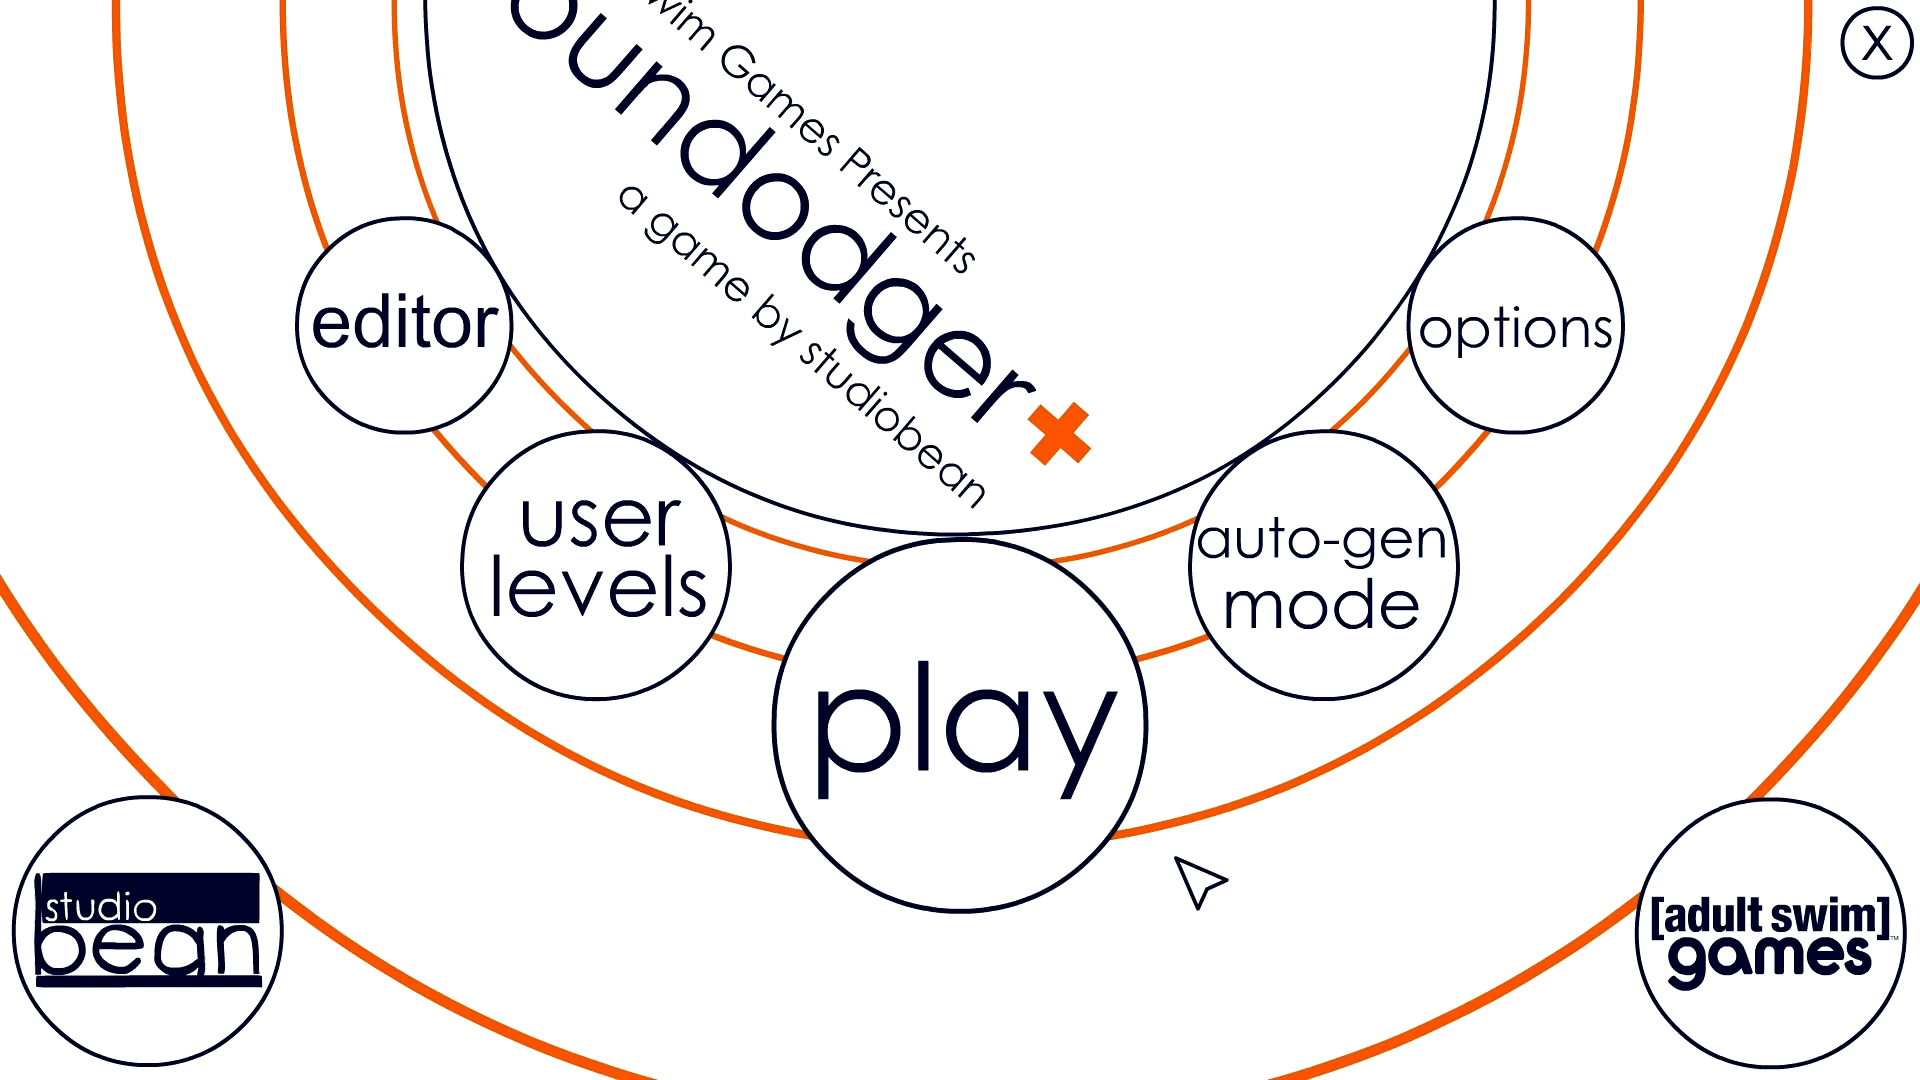 X
wim Games Presents
oundodger+
a game by studiobean
editor
options
user
levels
auto-gen
mode
play
studio
bean
[adult swim]
games™